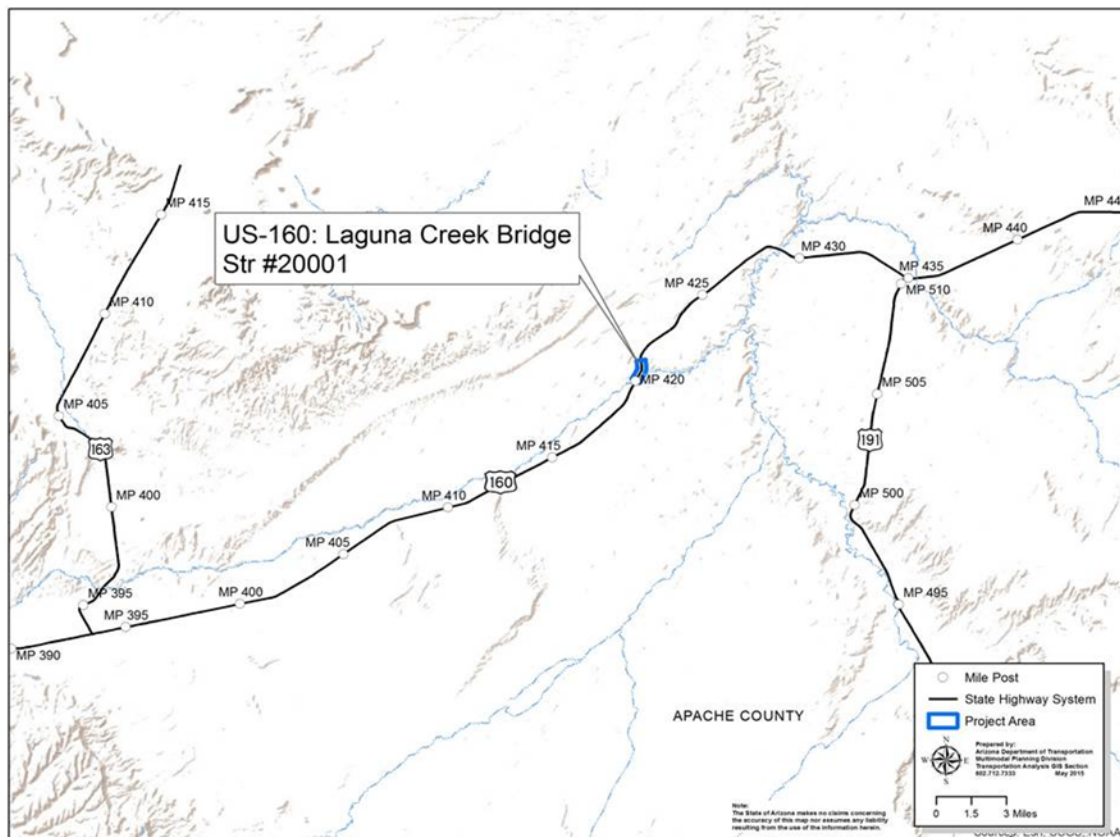 MP 415
US-160: Laguna Creek Bridge
Str #20001
MP 410
MP 405
163
MP 400
MP 395
MP 390
MP 395
MP 400
MP 405
MP 410
160
MP 415
MP 420
MP 425
MP 430
MP 435
MP 440
MP 44
MP 510
MP 505
191
MP 500
MP 495
APACHE COUNTY
Mile Post
State Highway System
Project Area
N
W E
S
Prepared by:
Arizona Department of Transportation
Multimodal Planning Division
Transportation Analysis GIS Section
602.712.7333 May 2015
0 1.5 3 Miles
Note:
The State of Arizona makes no claims concerning
the accuracy of this map nor assumes any liability
resulting from the use of the information herein.